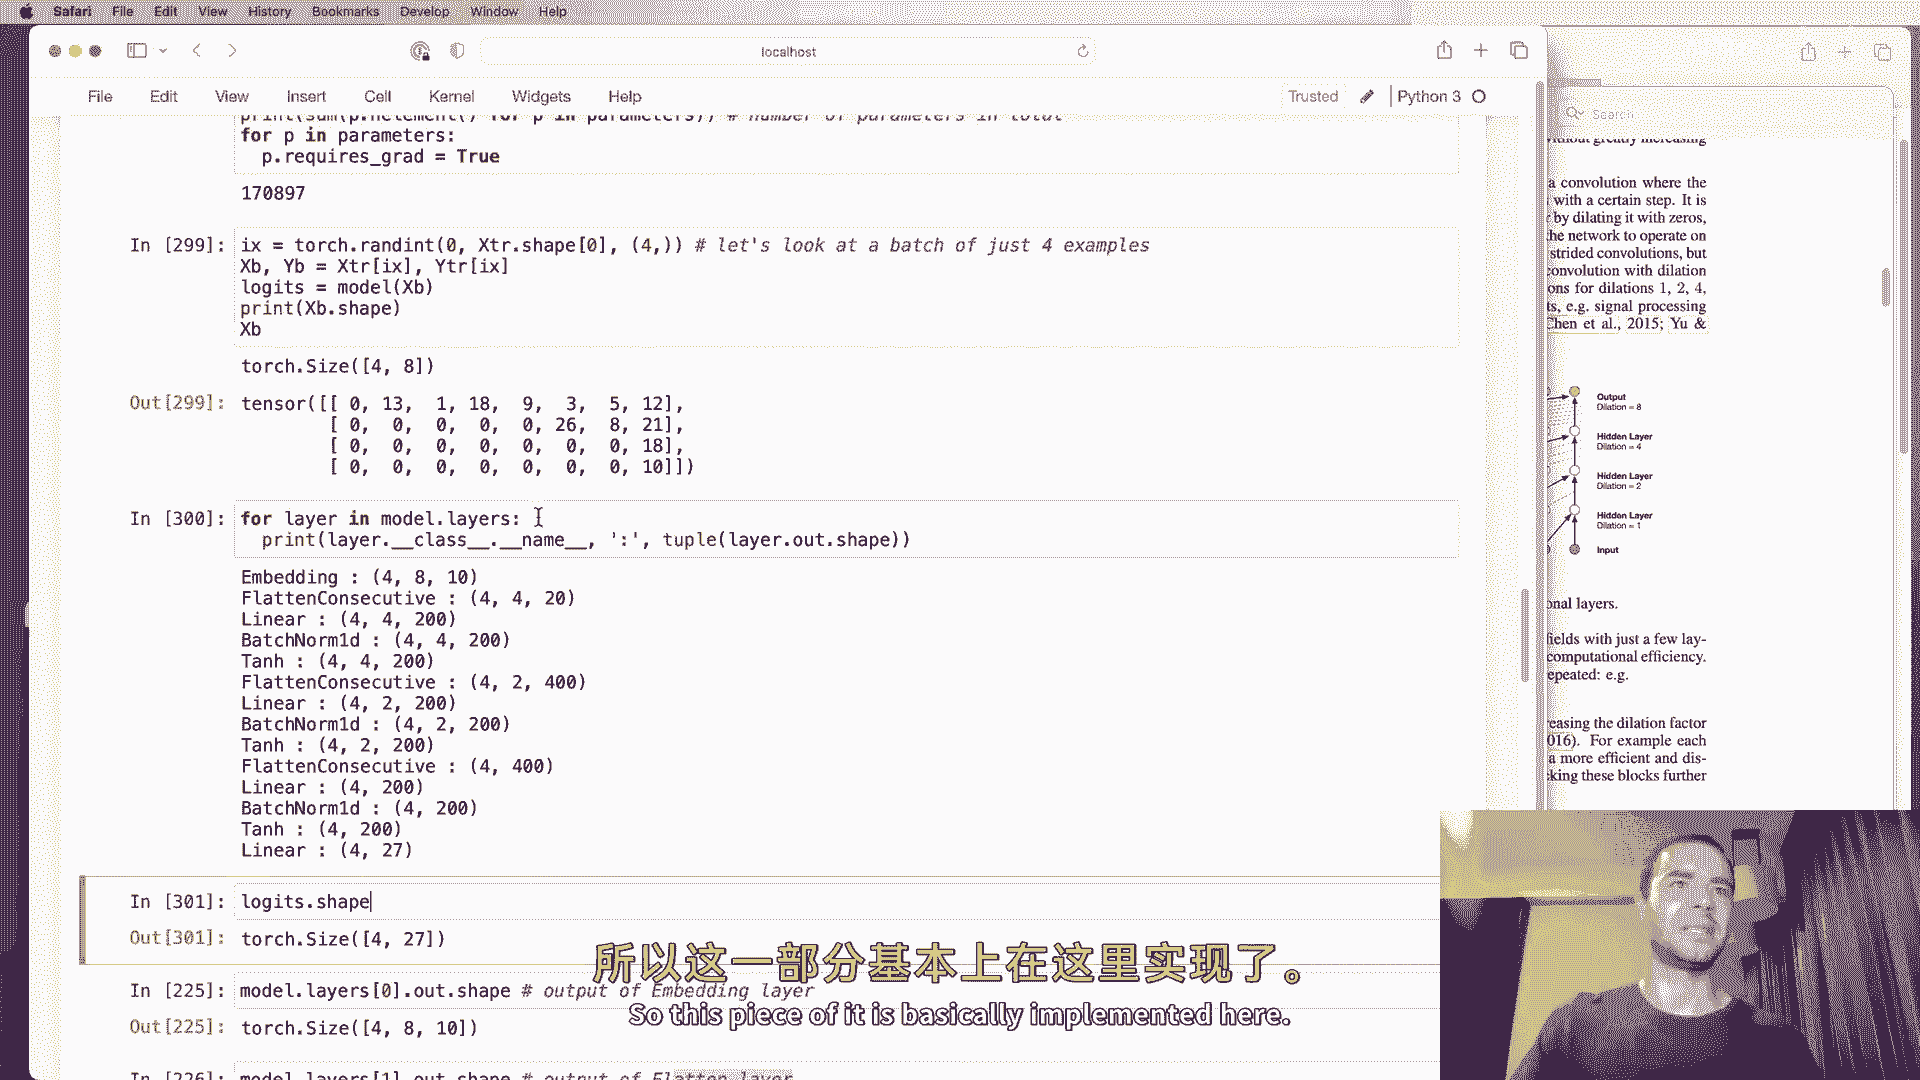 Safari File Edit View History Bookmarks Develop Window Help
localhost
File Edit View Insert Cell Kernel Widgets Help
Trusted Python 3
print(sum(p.nelement() for p in parameters)) # number of parameters in total
for p in parameters:
  p.requires_grad = True
170897
In [299]: ix = torch.randint(0, Xtr.shape[0], (4,)) # let's look at a batch of just 4 examples
Xb, Yb = Xtr[ix], Ytr[ix]
logits = model(Xb)
print(Xb.shape)
Xb
torch.Size([4, 8])
Out[299]: tensor([[ 0, 13,  1, 18,  9,  3,  5, 12],
[ 0,  0,  0,  0,  0, 26,  8, 21],
[ 0,  0,  0,  0,  0,  0,  0, 18],
[ 0,  0,  0,  0,  0,  0,  0, 10]])
In [300]: for layer in model.layers:
  print(layer.__class__.__name__, ':', tuple(layer.out.shape))
Embedding : (4, 8, 10)
FlattenConsecutive : (4, 4, 20)
Linear : (4, 4, 200)
BatchNorm1d : (4, 4, 200)
Tanh : (4, 4, 200)
FlattenConsecutive : (4, 2, 400)
Linear : (4, 2, 200)
BatchNorm1d : (4, 2, 200)
Tanh : (4, 2, 200)
FlattenConsecutive : (4, 400)
Linear : (4, 200)
BatchNorm1d : (4, 200)
Tanh : (4, 200)
Linear : (4, 27)
In [301]: logits.shape
Out[301]: torch.Size([4, 27])
In [225]: model.layers[0].out.shape # output of Embedding layer
Out[225]: torch.Size([4, 8, 10])
In [226]: model.layers[1].out.shape # output of Flatten layer
Search
without greatly increasing
a convolution where the
with a certain step. It is
by dilating it with zeros,
the network to operate on
strided convolutions, but
convolution with dilation
ons for dilations 1, 2, 4,
ts, e.g. signal processing
Chen et al., 2015; Yu &
Output
Dilation = 8
Hidden Layer
Dilation = 4
Hidden Layer
Dilation = 2
Hidden Layer
Dilation = 1
Input
onal layers.
fields with just a few lay-
computational efficiency.
epeated: e.g.
reasing the dilation factor
016). For example each
a more efficient and dis-
cking these blocks further
所以这一部分基本上在这里实现了。
So this piece of it is basically implemented here.